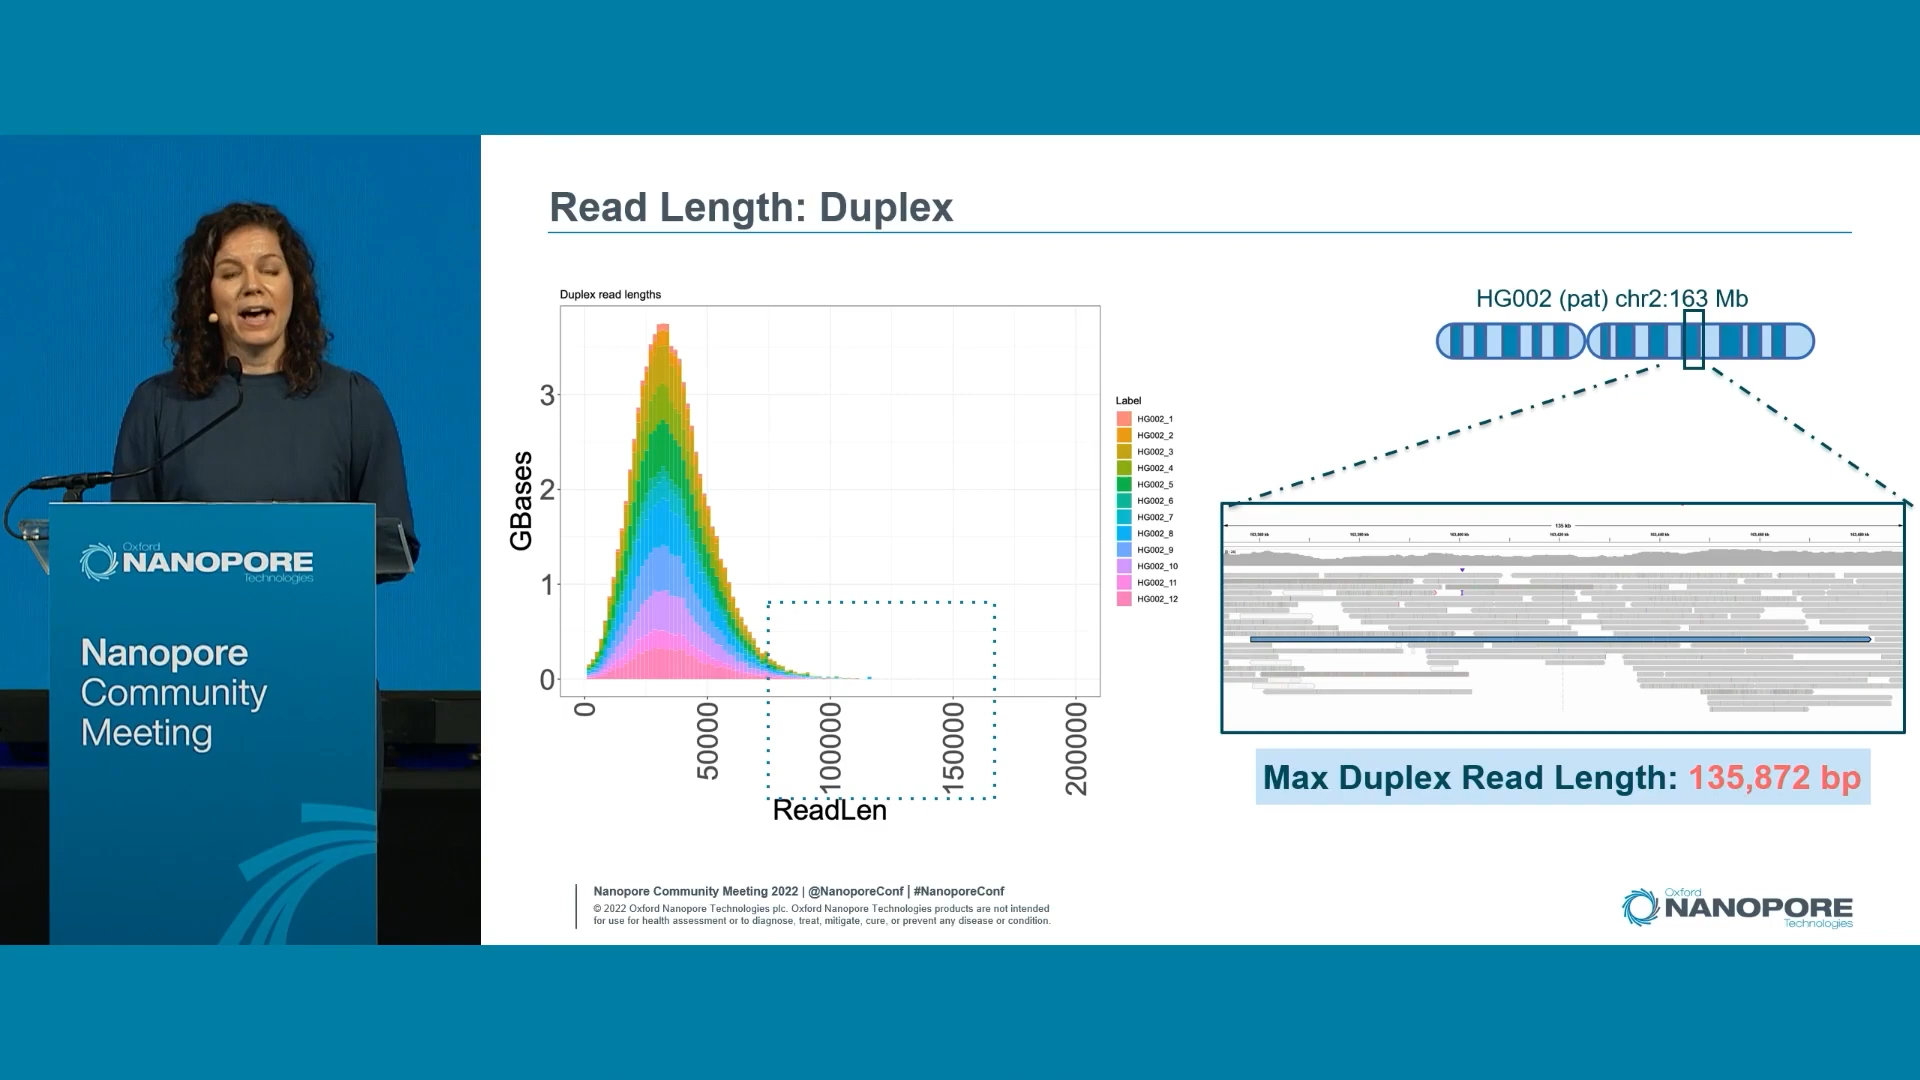 Oxford
NANOPORE
Technologies
Nanopore
Community
Meeting
Read Length: Duplex
Duplex read lengths
GBases
3
2
1
0
0
50000
100000
150000
200000
ReadLen
Label
HG002_1
HG002_2
HG002_3
HG002_4
HG002_5
HG002_6
HG002_7
HG002_8
HG002_9
HG002_10
HG002_11
HG002_12
HG002 (pat) chr2:163 Mb
135 kb
Max Duplex Read Length: 135,872 bp
Nanopore Community Meeting 2022 | @NanoporeConf | #NanoporeConf
© 2022 Oxford Nanopore Technologies plc. Oxford Nanopore Technologies products are not intended
for use for health assessment or to diagnose, treat, mitigate, cure, or prevent any disease or condition.
Oxford
NANOPORE
Technologies